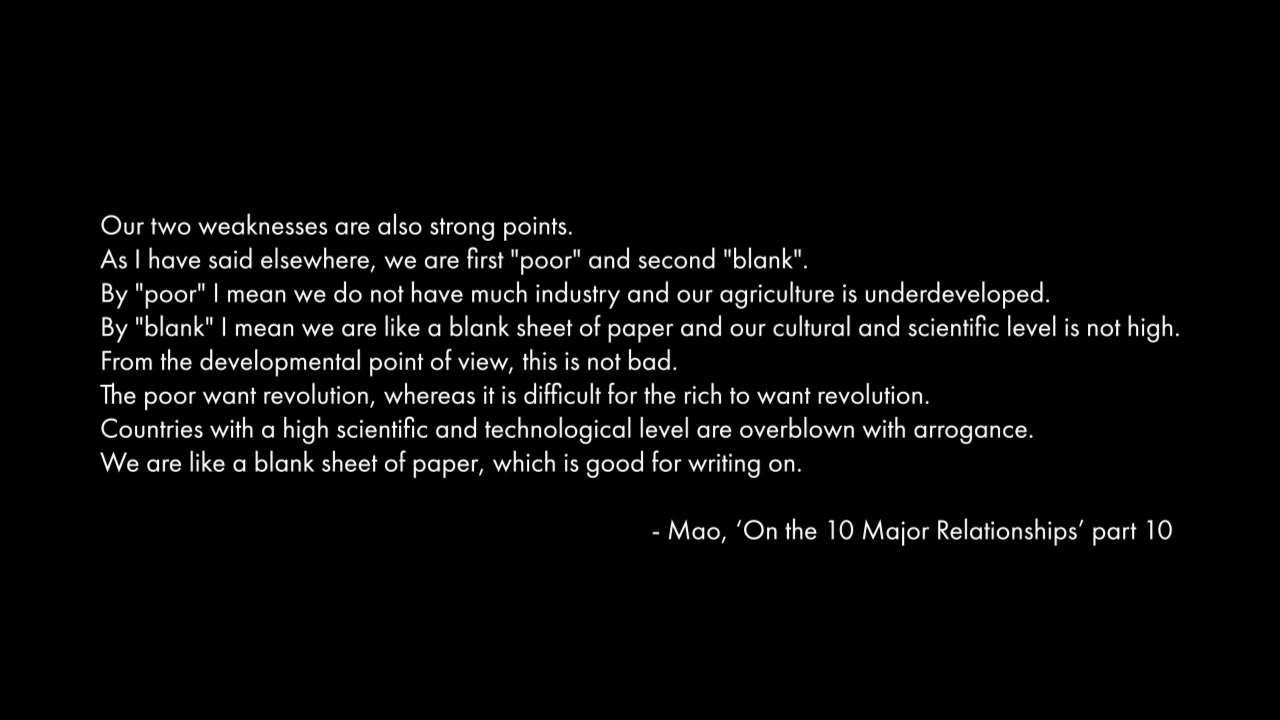 Our two weaknesses are also strong points.
As I have said elsewhere, we are first "poor" and second "blank".
By "poor" I mean we do not have much industry and our agriculture is underdeveloped.
By "blank" I mean we are like a blank sheet of paper and our cultural and scientific level is not high.
From the developmental point of view, this is not bad.
The poor want revolution, whereas it is difficult for the rich to want revolution.
Countries with a high scientific and technological level are overblown with arrogance.
We are like a blank sheet of paper, which is good for writing on.
- Mao, ‘On the 10 Major Relationships’ part 10